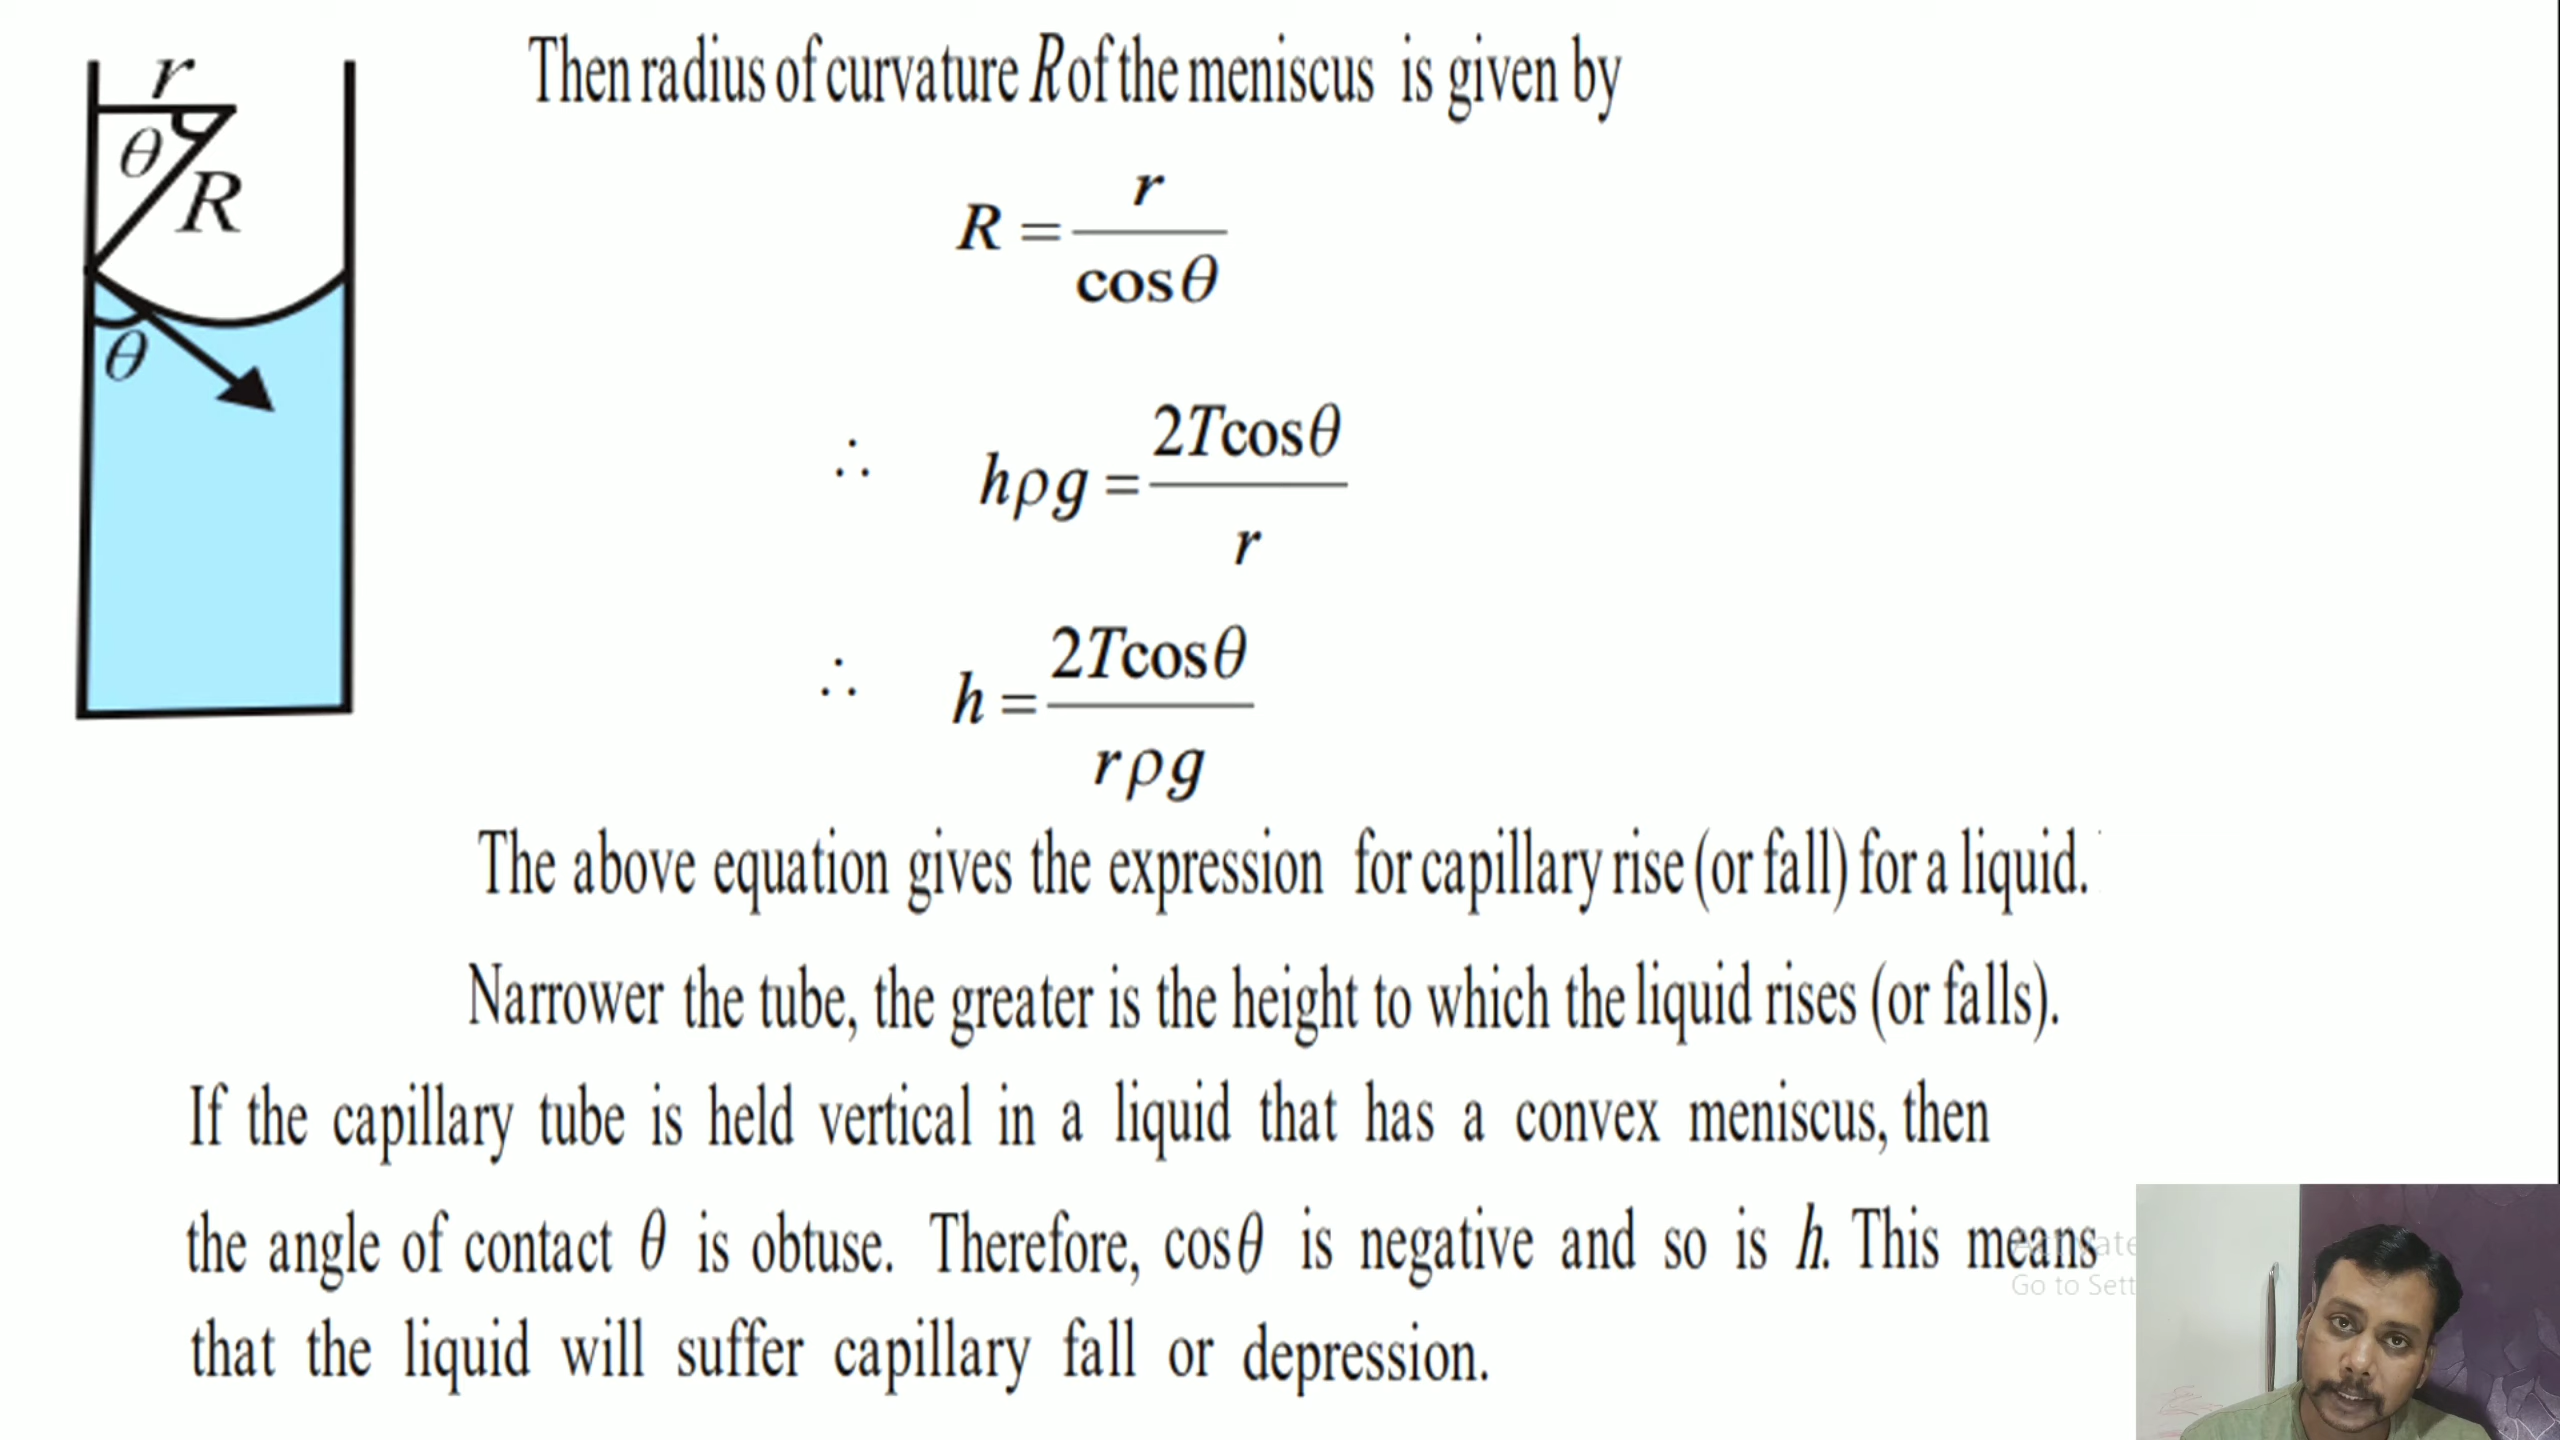 r
θ
R
θ
Then radius of curvature R of the meniscus is given by
R = r / cosθ
∴ hρg = 2Tcosθ / r
∴ h = 2Tcosθ / rρg
The above equation gives the expression for capillary rise (or fall) for a liquid.
Narrower the tube, the greater is the height to which the liquid rises (or falls).
If the capillary tube is held vertical in a liquid that has a convex meniscus, then
the angle of contact θ is obtuse. Therefore, cosθ is negative and so is h. This means
that the liquid will suffer capillary fall or depression.
Go to Sett